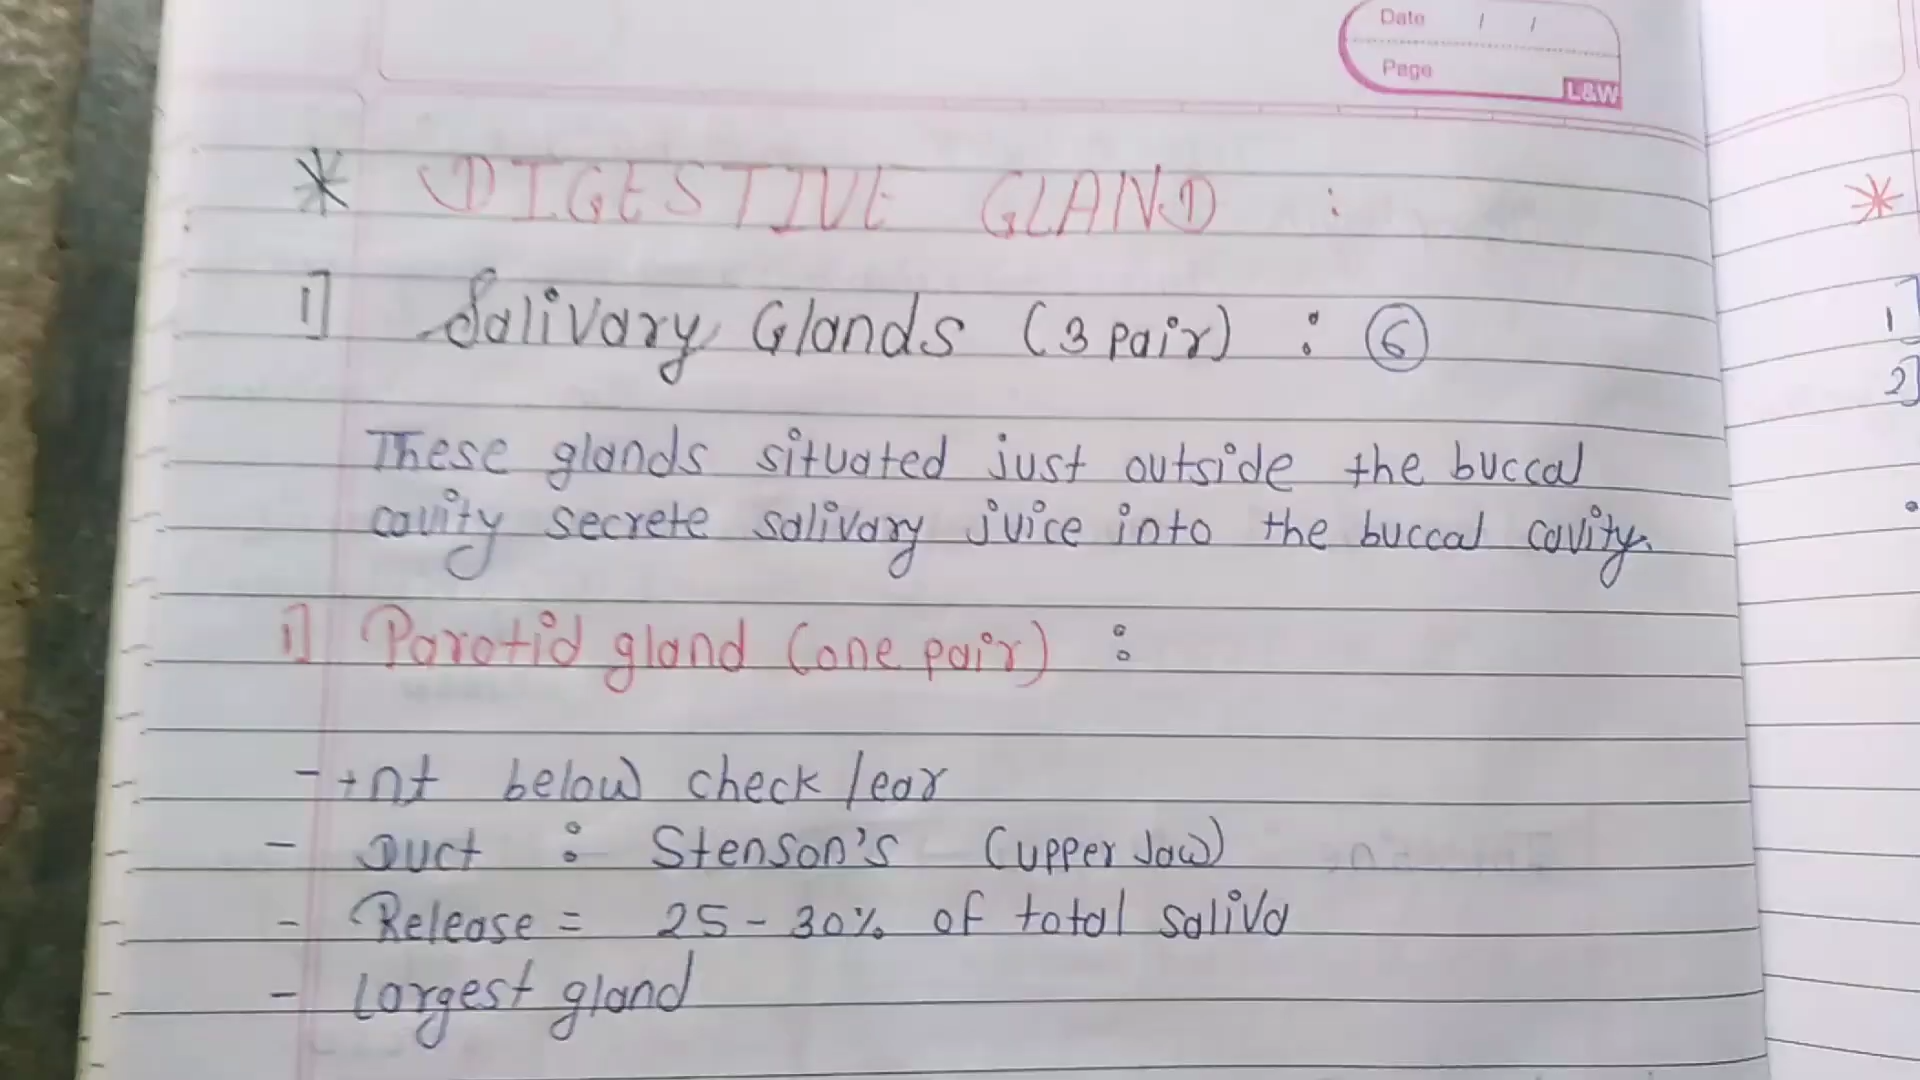 Date / /
Page
L&W
* DIGESTIVE GLAND :
1] Salivary Glands (3 pair) : 6
These glands situated just outside the buccal
cavity secrete salivary juice into the buccal cavity.
i] Parotid gland (one pair) :
- +nt below check / ear
- Duct : Stenson's (upper Jaw)
- Release = 25 - 30% of total saliva
- Largest gland
*
1]
2]